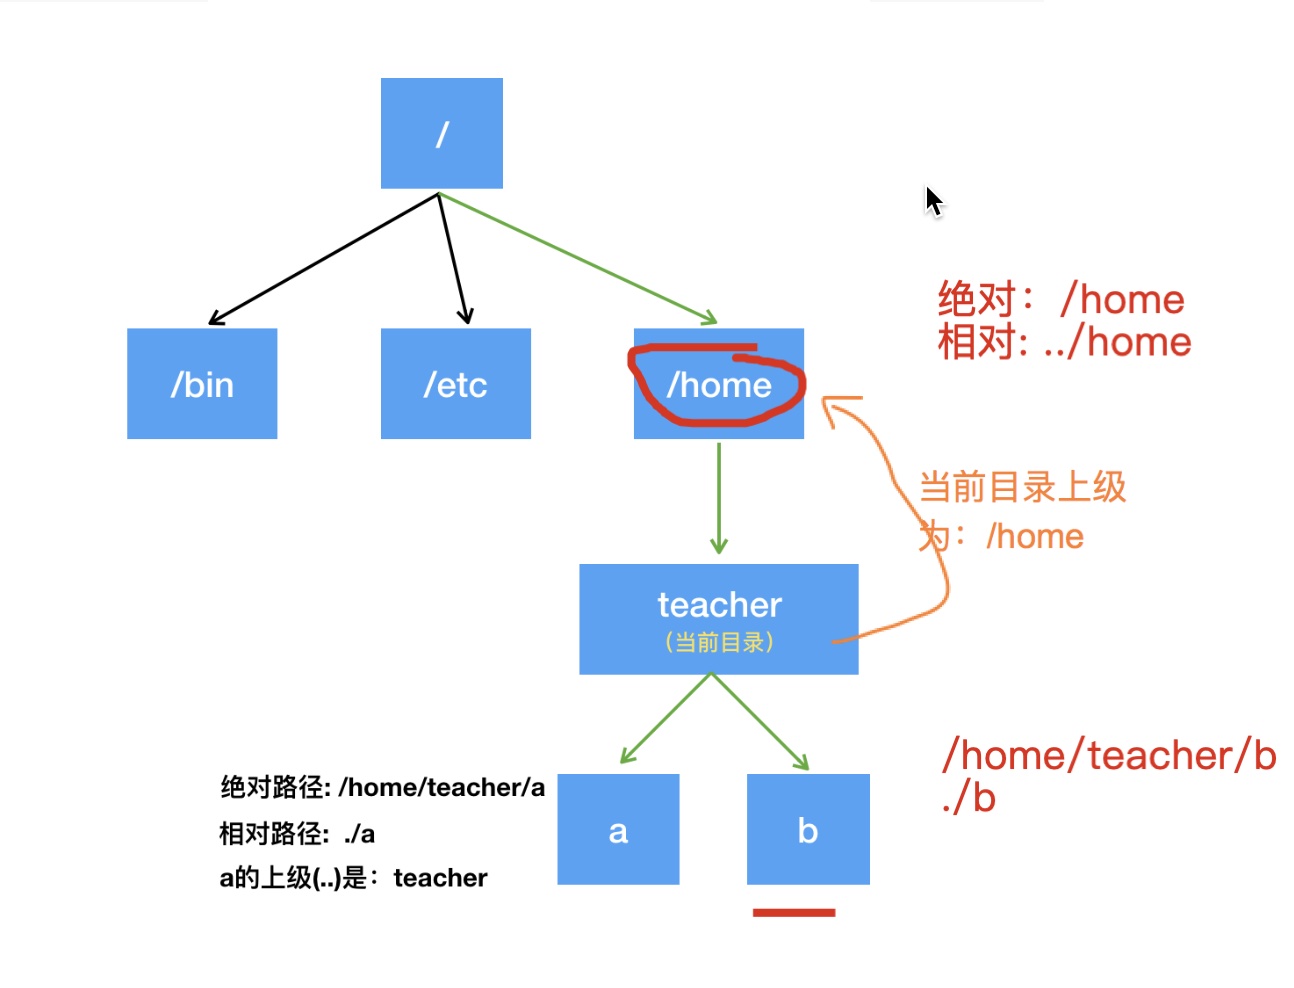 /
绝对：/home
相对: ../home
/bin
/etc
/home
当前目录上级
为：/home
teacher
（当前目录）
/home/teacher/b
./b
绝对路径: /home/teacher/a
相对路径: ./a
a的上级(..)是：teacher
a
b